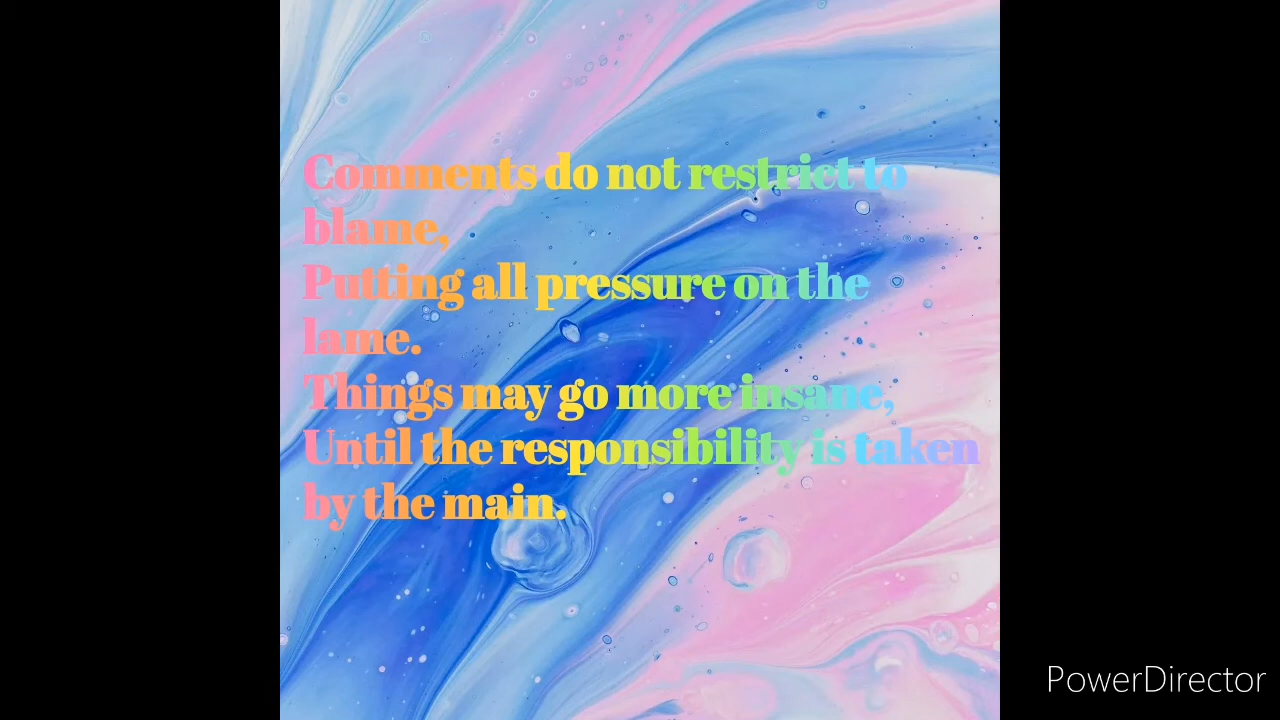 Comments do not restrict to
blame,
Putting all pressure on the
lame.
Things may go more insane,
Until the responsibility is taken
by the main.
PowerDirector